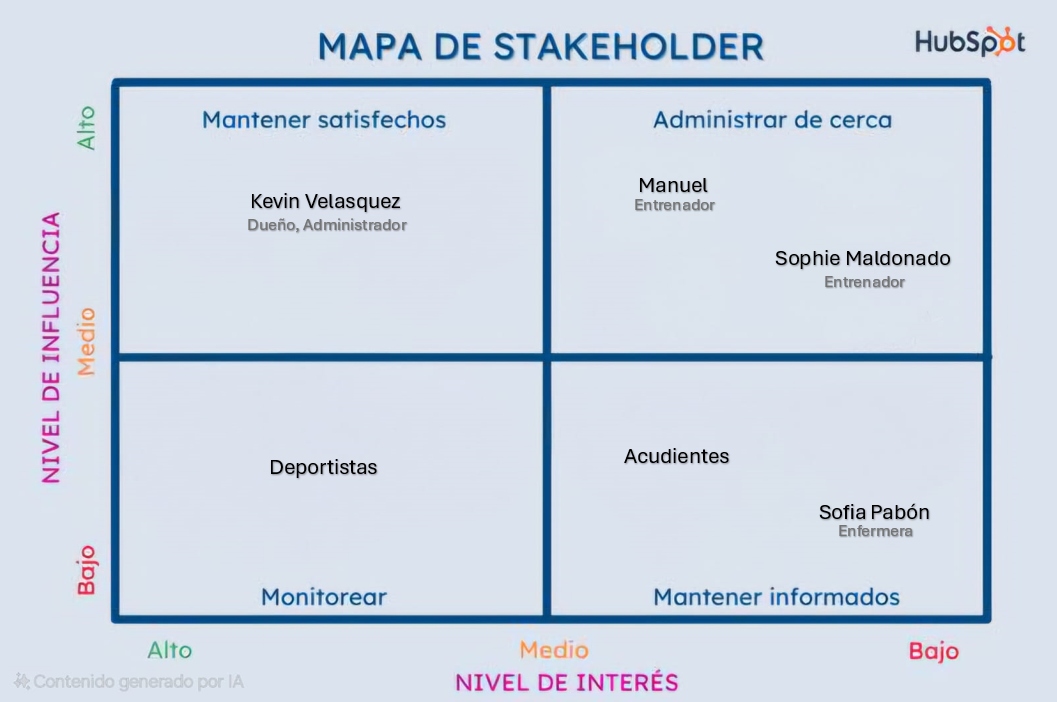 MAPA DE STAKEHOLDER
HubSpot
Mantener satisfechos
Administrar de cerca
Alto
Manuel
Entrenador
Kevin Velasquez
Dueño, Administrador
Sophie Maldonado
Entrenador
NIVEL DE INFLUENCIA
Medio
Deportistas
Acudientes
Sofia Pabón
Enfermera
Bajo
Monitorear
Mantener informados
Alto
Medio
Bajo
NIVEL DE INTERÉS
Contenido generado por IA